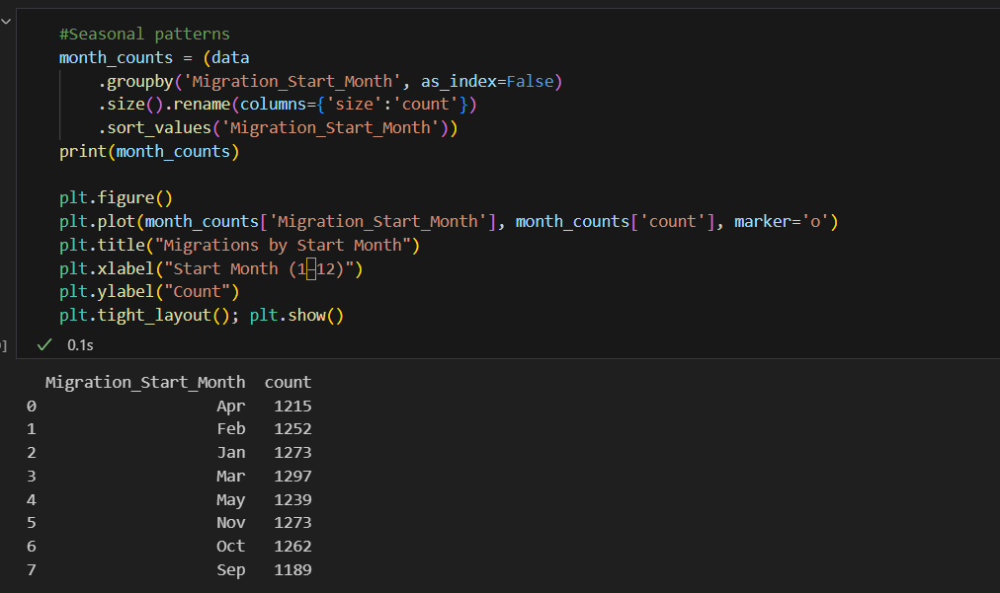 #Seasonal patterns
month_counts = (data
    .groupby('Migration_Start_Month', as_index=False)
    .size().rename(columns={'size':'count'})
    .sort_values('Migration_Start_Month'))
print(month_counts)

plt.figure()
plt.plot(month_counts['Migration_Start_Month'], month_counts['count'], marker='o')
plt.title("Migrations by Start Month")
plt.xlabel("Start Month (1–12)")
plt.ylabel("Count")
plt.tight_layout(); plt.show()
] ✓ 0.1s
  Migration_Start_Month  count
0                   Apr   1215
1                   Feb   1252
2                   Jan   1273
3                   Mar   1297
4                   May   1239
5                   Nov   1273
6                   Oct   1262
7                   Sep   1189